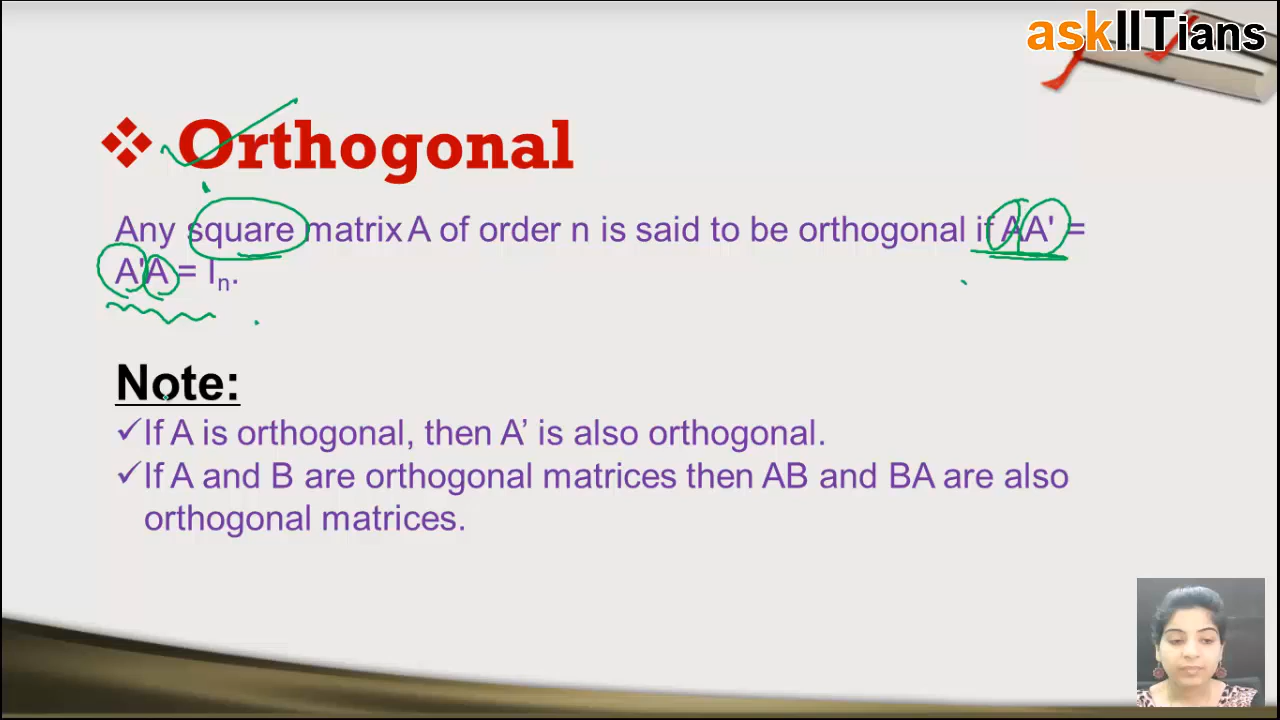 askIITians
❖ Orthogonal
Any square matrix A of order n is said to be orthogonal if AA' =
A'A = Iₙ.
Note:
✓If A is orthogonal, then A’ is also orthogonal.
✓If A and B are orthogonal matrices then AB and BA are also
orthogonal matrices.